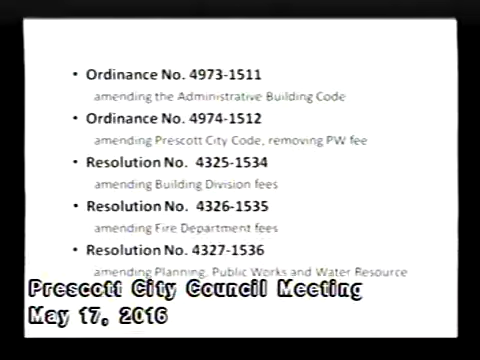 • Ordinance No. 4973-1511
amending the Administrative Building Code
• Ordinance No. 4974-1512
amending Prescott City Code, removing PW fee
• Resolution No. 4325-1534
amending Building Division fees
• Resolution No. 4326-1535
amending Fire Department fees
• Resolution No. 4327-1536
amending Planning, Public Works and Water Resource
Prescott City Council Meeting
May 17, 2016